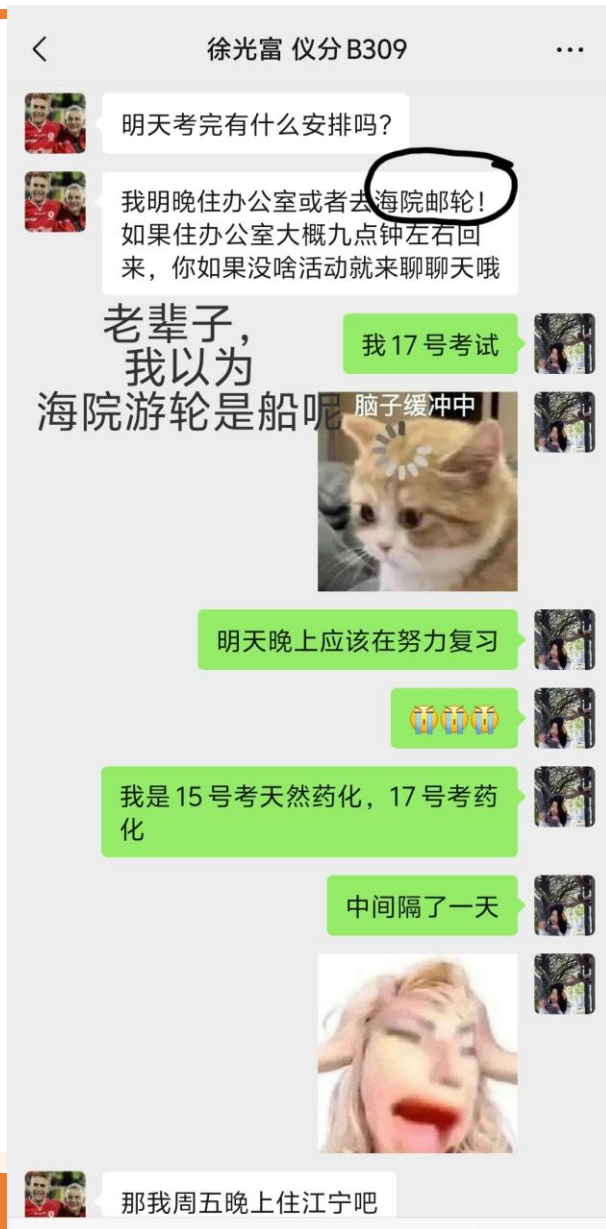 徐光富 仪分B309
明天考完有什么安排吗?
我明晚住办公室或者去海院邮轮!
如果住办公室大概九点钟左右回
来,你如果没啥活动就来聊聊天哦
老辈子,
我以为
海院游轮是船呢
我17号考试
脑子缓冲中
明天晚上应该在努力复习
😭😭😭
我是15号考天然药化,17号考药
化
中间隔了一天
那我周五晚上住江宁吧